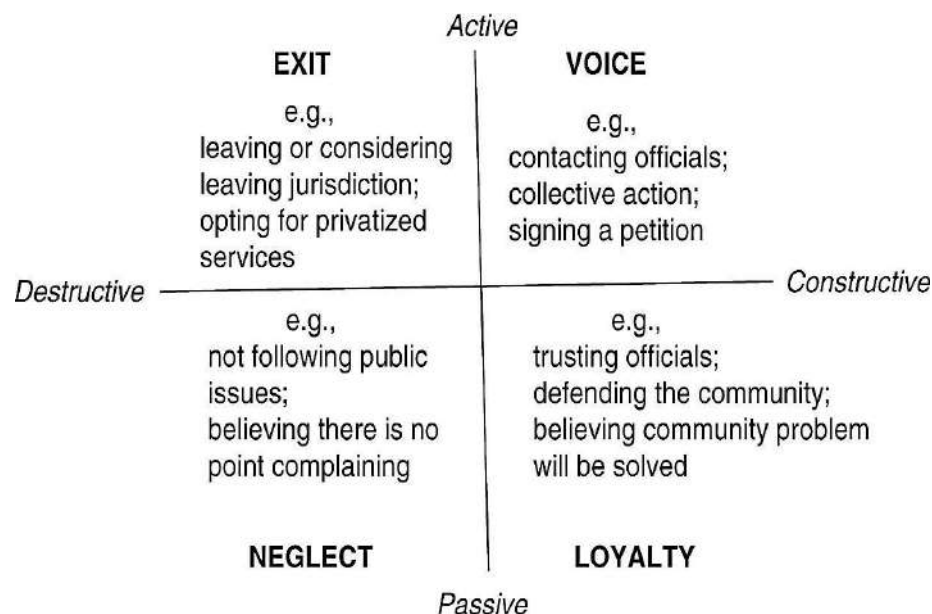 Active
EXIT
VOICE
e.g.,
leaving or considering
leaving jurisdiction;
opting for privatized
services
e.g.,
contacting officials;
collective action;
signing a petition
Destructive
Constructive
e.g.,
not following public
issues;
believing there is no
point complaining
e.g.,
trusting officials;
defending the community;
believing community problem
will be solved
NEGLECT
LOYALTY
Passive